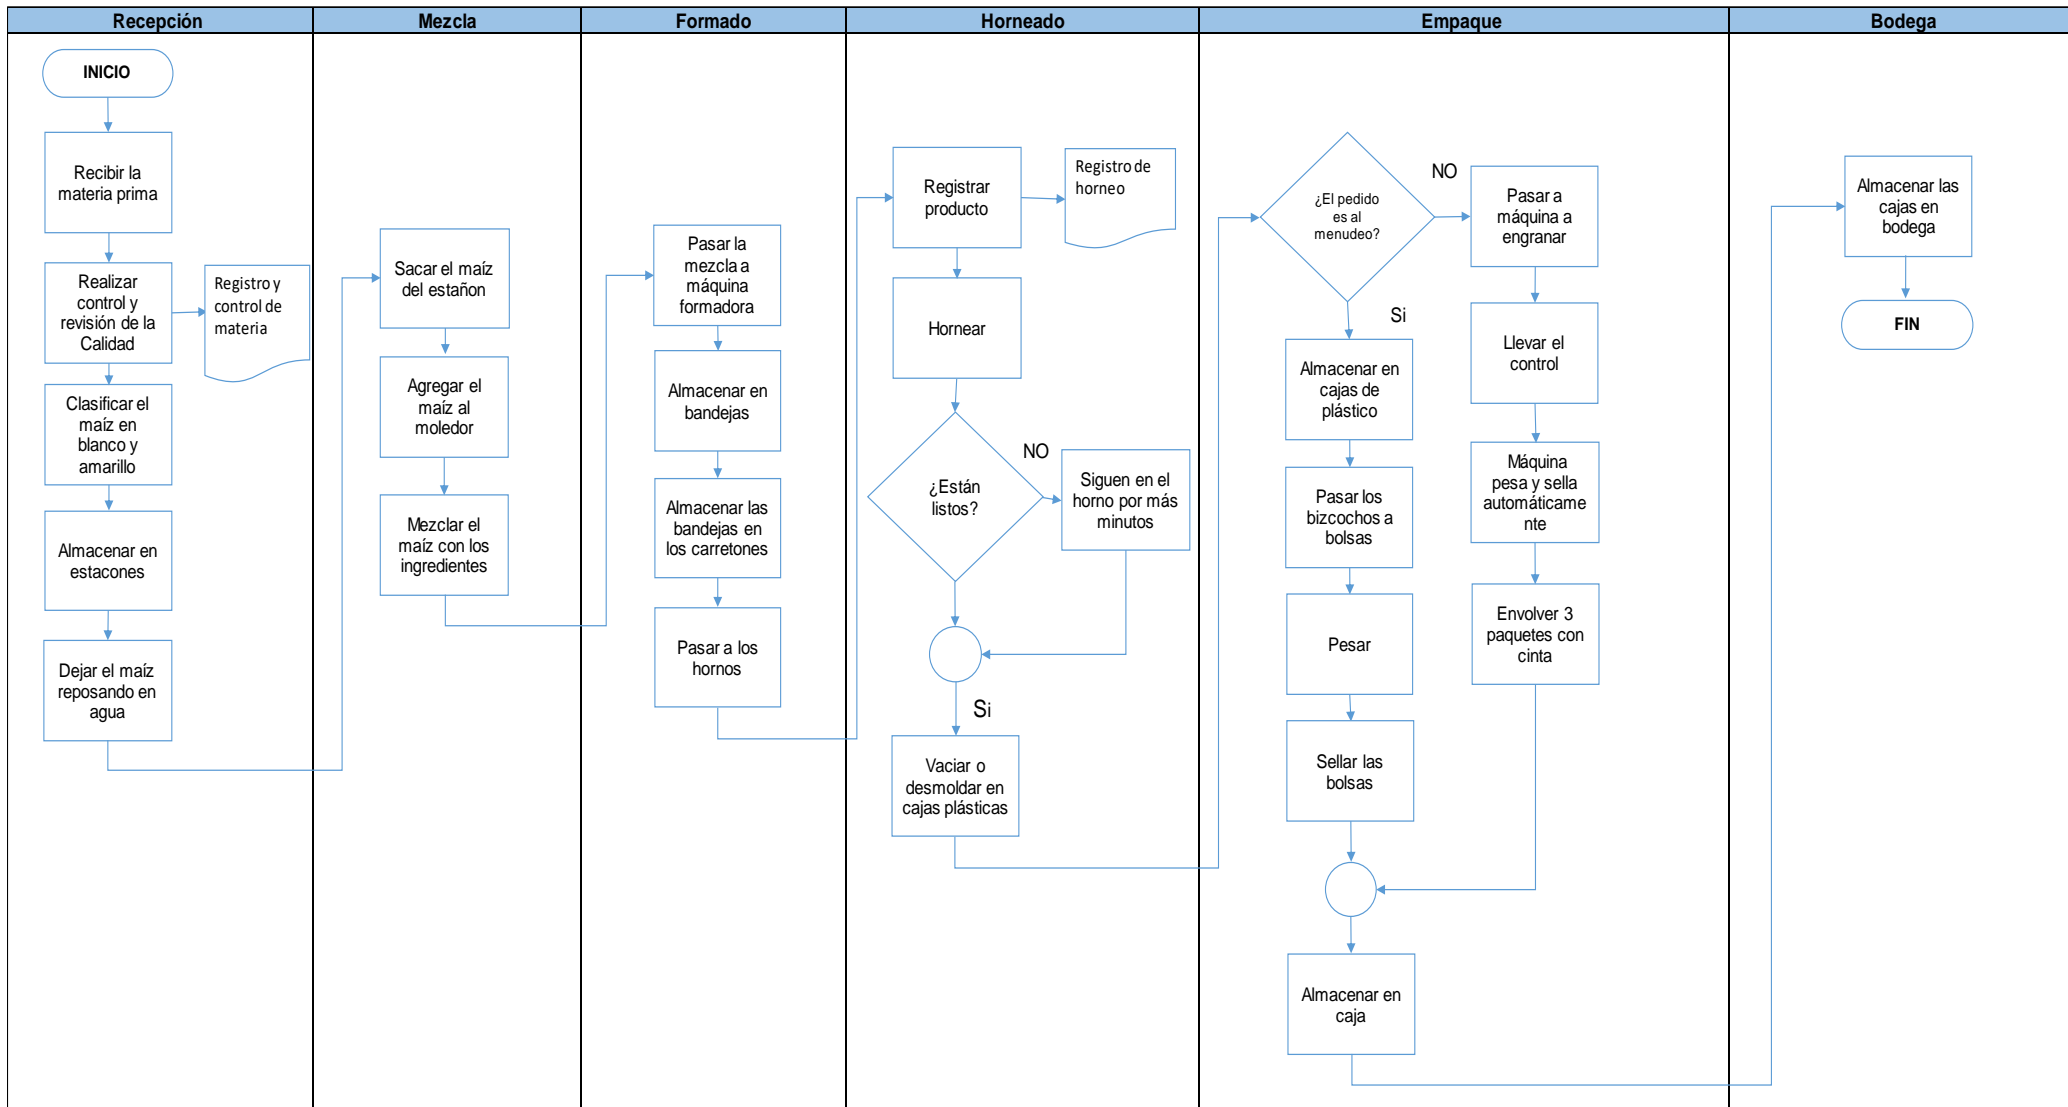 Recepción
Mezcla
Formado
Horneado
Empaque
Bodega
INICIO
Recibir la
materia prima
Realizar
control y
revisión de la
Calidad
Registro y
control de
materia
Clasificar el
maíz en
blanco y
amarillo
Almacenar en
estacones
Dejar el maíz
reposando en
agua
Sacar el maíz
del estañon
Agregar el
maíz al
moledor
Mezclar el
maíz con los
ingredientes
Pasar la
mezcla a
máquina
formadora
Almacenar en
bandejas
Almacenar las
bandejas en
los carretones
Pasar a los
hornos
Registrar
producto
Registro de
horneo
Hornear
¿Están
listos?
NO
Siguen en el
horno por más
minutos
Si
Vaciar o
desmoldar en
cajas plásticas
¿El pedido
es al
menudeo?
NO
Pasar a
máquina a
engranar
Llevar el
control
Máquina
pesa y sella
automáticame
nte
Envolver 3
paquetes con
cinta
Si
Almacenar en
cajas de
plástico
Pasar los
bizcochos a
bolsas
Pesar
Sellar las
bolsas
Almacenar en
caja
Almacenar las
cajas en
bodega
FIN